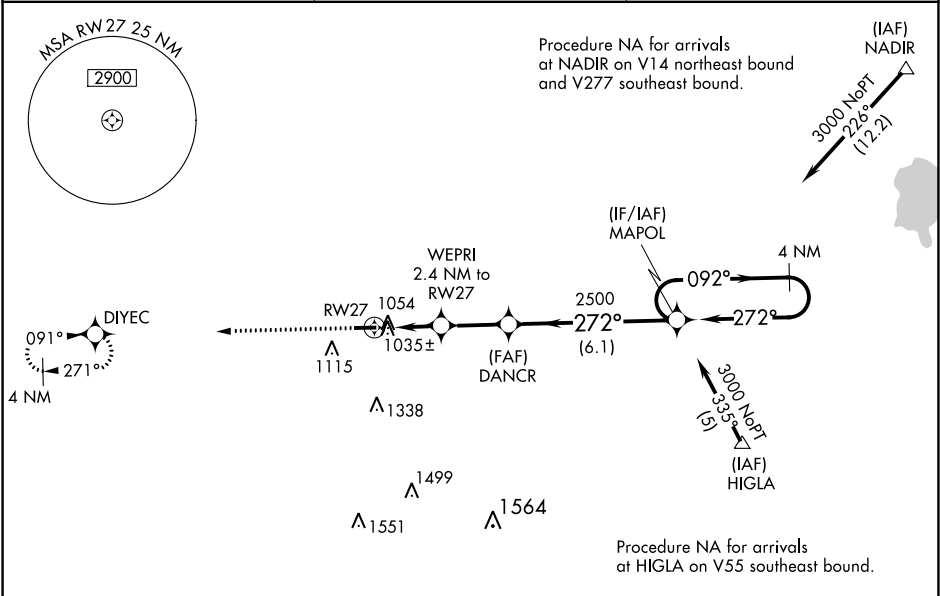 MSA RW 27 25 NM
2900
Procedure NA for arrivals
at NADIR on V14 northeast bound
and V277 southeast bound.
(IAF)
NADIR
3000 NoPT
226°
(12.2)
(IF/IAF)
MAPOL
4 NM
092°
272°
WEPRI
2.4 NM to
RW27
2500
272°
(6.1)
RW27
1054
1035±
1115
(FAF)
DANCR
DIYEC
091°
271°
4 NM
1338
3000 NoPT
335°
(5)
(IAF)
HIGLA
1499
1551
1564
Procedure NA for arrivals
at HIGLA on V55 southeast bound.